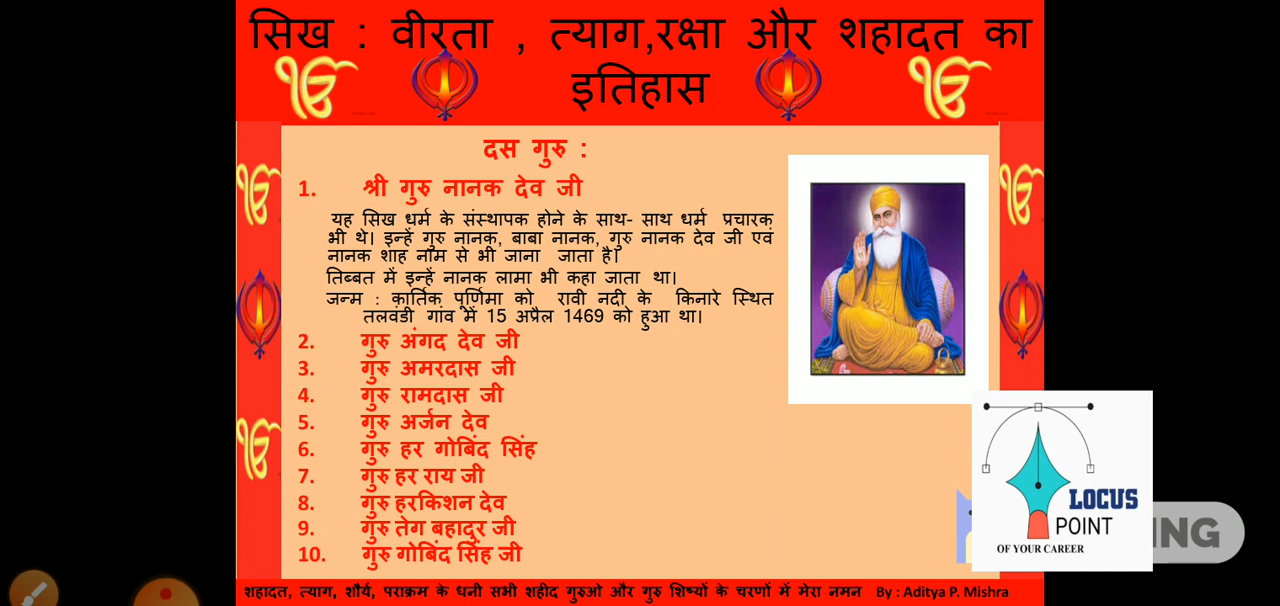 सिख : वीरता , त्याग,रक्षा और शहादत का
इतिहास
दस गुरु :
1. श्री गुरु नानक देव जी
यह सिख धर्म के संस्थापक होने के साथ- साथ धर्म प्रचारक
भी थे। इन्हें गुरु नानक, बाबा नानक, गुरु नानक देव जी एवं
नानक शाह नाम से भी जाना जाता है।
तिब्बत में इन्हें नानक लामा भी कहा जाता था।
जन्म : कार्तिक पूर्णिमा को रावी नदी के किनारे स्थित
तलवंडी गांव में 15 अप्रैल 1469 को हुआ था।
2. गुरु अंगद देव जी
3. गुरु अमरदास जी
4. गुरु रामदास जी
5. गुरु अर्जन देव
6. गुरु हर गोबिंद सिंह
7. गुरु हर राय जी
8. गुरु हरकिशन देव
9. गुरु तेग बहादुर जी
10. गुरु गोबिंद सिंह जी
LOCUS
POINT
OF YOUR CAREER
शहादत, त्याग, शौर्य, पराक्रम के धनी सभी शहीद गुरुओ और गुरु शिष्यों के चरणों में मेरा नमन By : Aditya P. Mishra